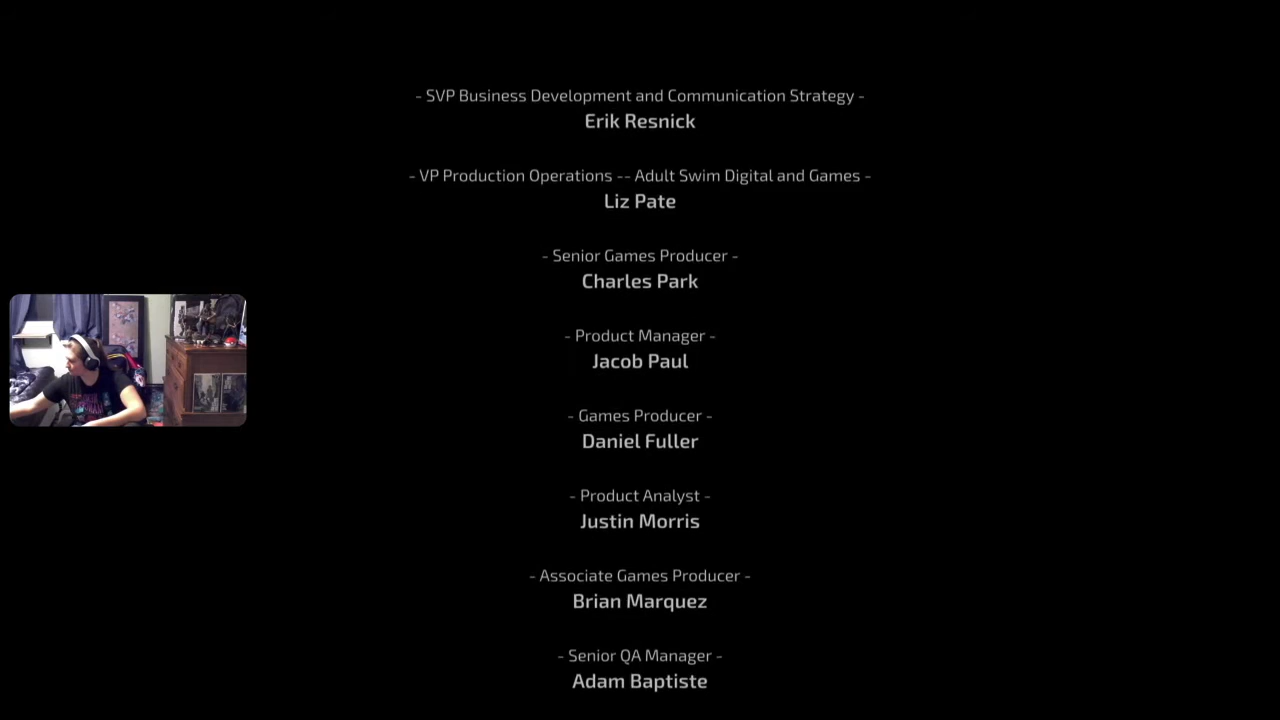 - SVP Business Development and Communication Strategy -
Erik Resnick
- VP Production Operations -- Adult Swim Digital and Games -
Liz Pate
- Senior Games Producer -
Charles Park
- Product Manager -
Jacob Paul
- Games Producer -
Daniel Fuller
- Product Analyst -
Justin Morris
- Associate Games Producer -
Brian Marquez
- Senior QA Manager -
Adam Baptiste